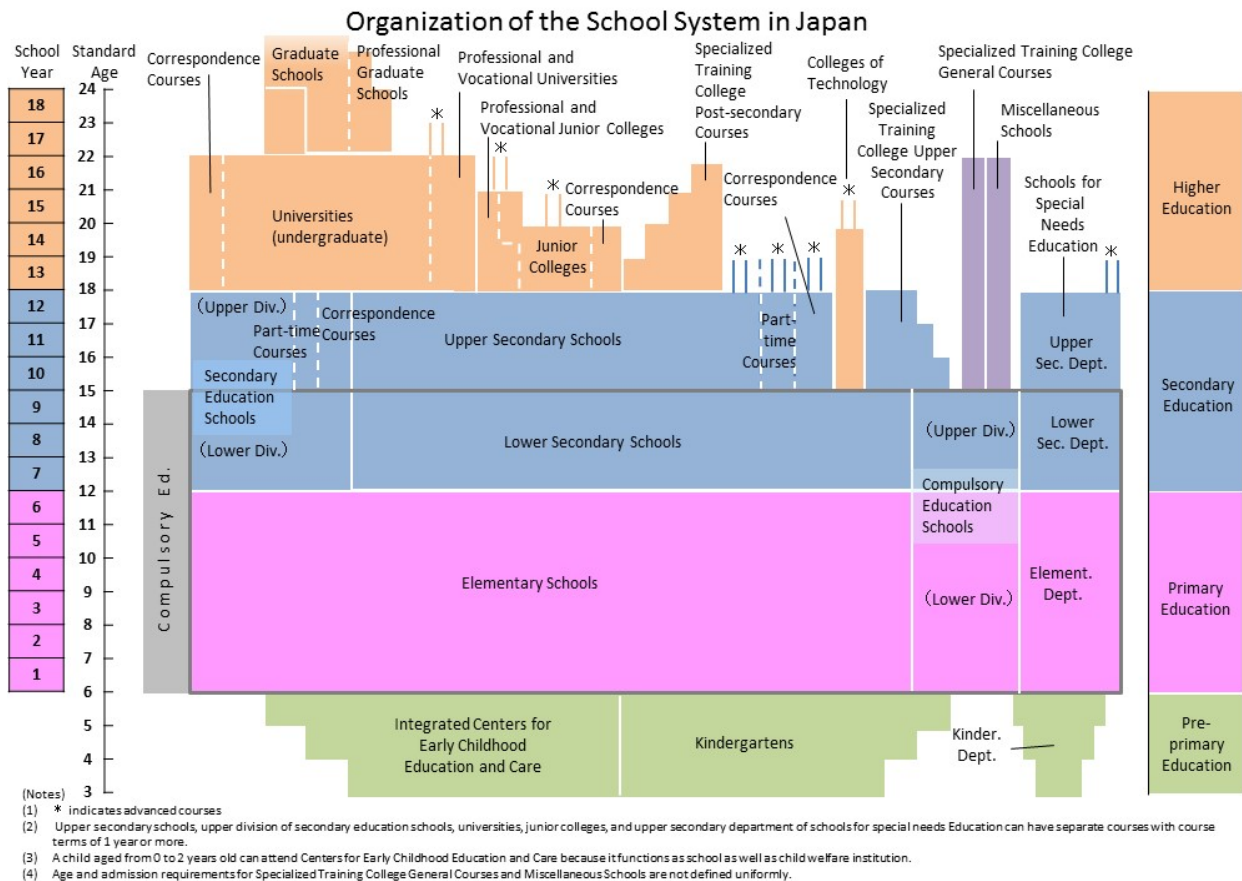 Organization of the School System in Japan
School
Year
Standard
Age
Correspondence
Courses
Graduate
Schools
Professional
Graduate
Schools
Professional and
Vocational Universities
Professional and
Vocational Junior Colleges
Specialized
Training
College
Post-secondary
Courses
Colleges of
Technology
Specialized Training College
General Courses
Miscellaneous
Schools
Specialized
Training
College Upper
Secondary
Courses
Schools for
Special
Needs
Education
Correspondence
Courses
Correspondence
Courses
*
*
*
*
*
*
*
*
18
17
16
15
14
13
12
11
10
9
8
7
6
5
4
3
2
1
24
23
22
21
20
19
18
17
16
15
14
13
12
11
10
9
8
7
6
5
4
3
Universities
(undergraduate)
Junior
Colleges
Higher
Education
(Upper Div.)
Part-time
Courses
Correspondence
Courses
Upper Secondary Schools
Part-
time
Courses
Upper
Sec. Dept.
Secondary
Education
Schools
Secondary
Education
(Lower Div.)
Lower Secondary Schools
(Upper Div.)
Lower
Sec. Dept.
Compulsory Ed.
Compulsory
Education
Schools
Elementary Schools
(Lower Div.)
Element.
Dept.
Primary
Education
Integrated Centers for
Early Childhood
Education and Care
Kindergartens
Kinder.
Dept.
Pre-
primary
Education
(Notes)
(1) * indicates advanced courses
(2) Upper secondary schools, upper division of secondary education schools, universities, junior colleges, and upper secondary department of schools for special needs Education can have separate courses with course
terms of 1 year or more.
(3) A child aged from 0 to 2 years old can attend Centers for Early Childhood Education and Care because it functions as school as well as child welfare institution.
(4) Age and admission requirements for Specialized Training College General Courses and Miscellaneous Schools are not defined uniformly.